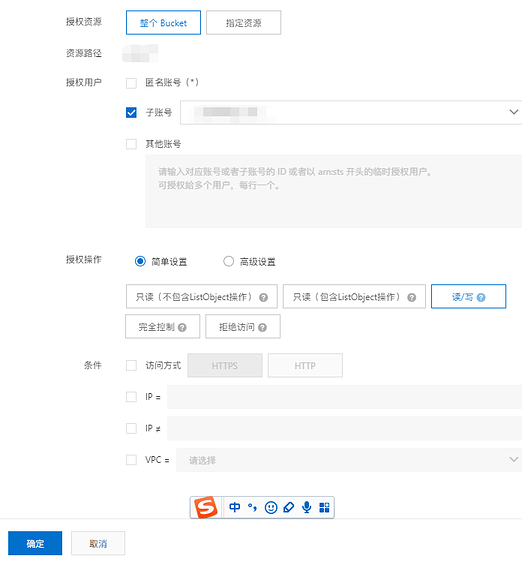 授权资源 整个 Bucket 指定资源
资源路径
授权用户 匿名账号（*）
子账号
其他账号
请输入对应账号或者子账号的 ID 或者以 arn:sts 开头的临时授权用户。
可授权给多个用户，每行一个。
授权操作 简单设置 高级设置
只读（不包含ListObject操作） ? 只读（包含ListObject操作） ? 读/写 ?
完全控制 ? 拒绝访问 ?
条件 访问方式 HTTPS HTTP
IP =
IP ≠
VPC = 请选择
S 中
确定 取消